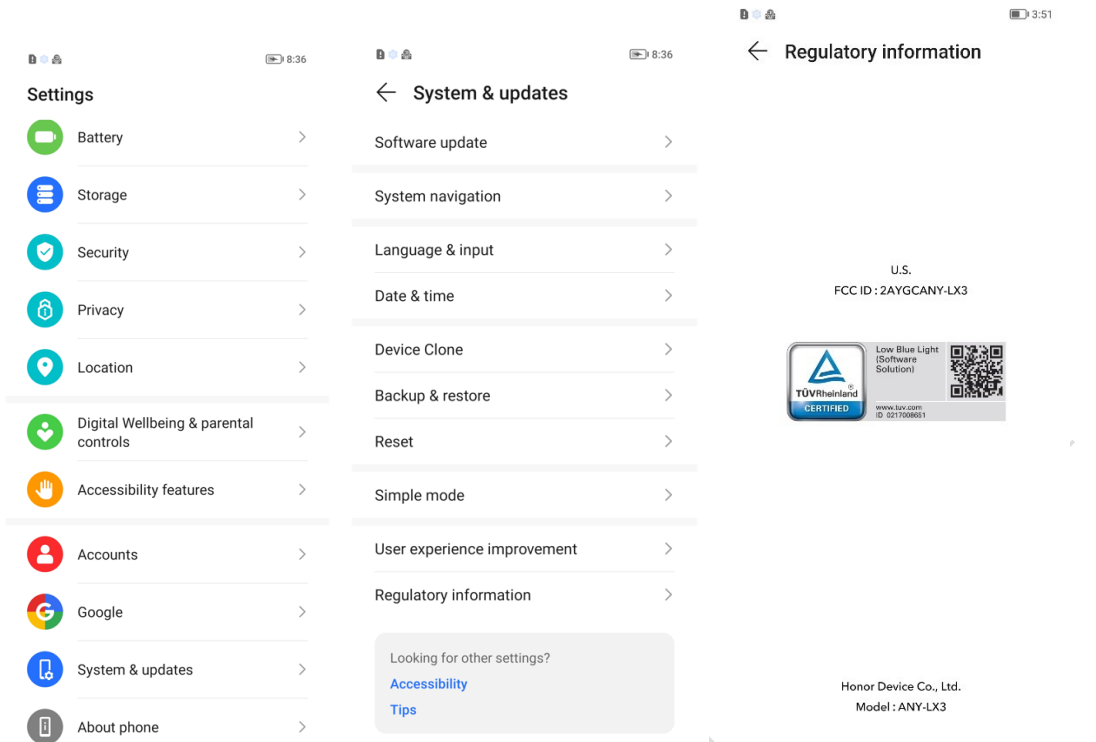 8:36
Settings
Battery
Storage
Security
Privacy
Location
Digital Wellbeing & parental
controls
Accessibility features
Accounts
Google
System & updates
About phone
8:36
System & updates
Software update
System navigation
Language & input
Date & time
Device Clone
Backup & restore
Reset
Simple mode
User experience improvement
Regulatory information
Looking for other settings?
Accessibility
Tips
3:51
Regulatory information
U.S.
FCC ID : 2AYGCANY-LX3
TÜVRheinland®
CERTIFIED
Low Blue Light
(Software
Solution)
www.tuv.com
ID 0217008651
Honor Device Co., Ltd.
Model : ANY-LX3